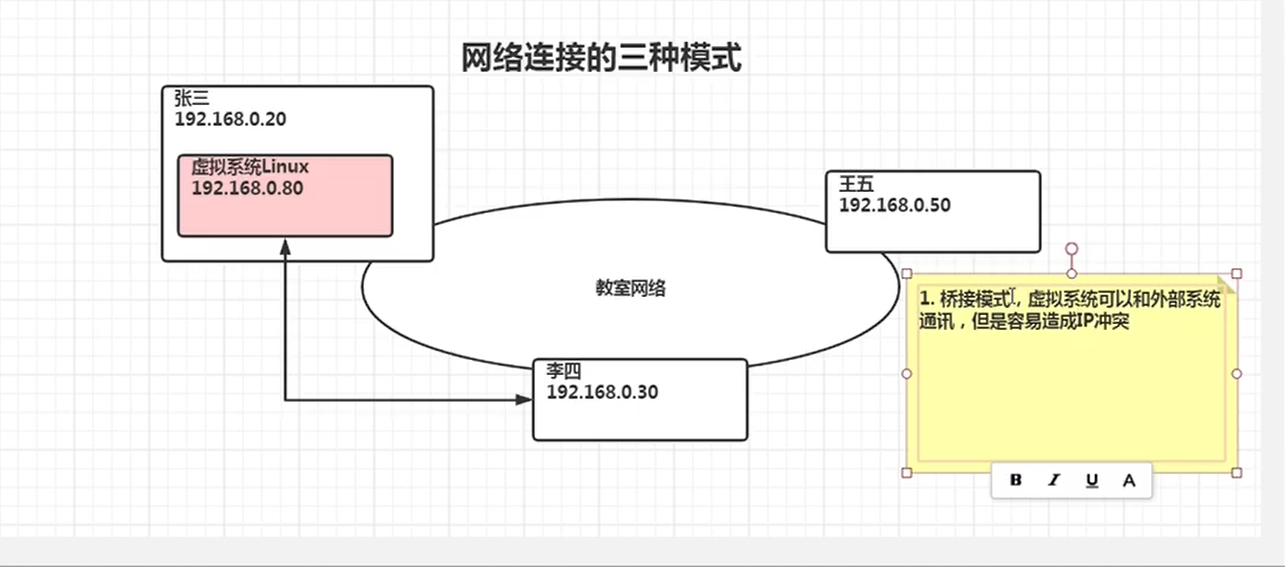 网络连接的三种模式
张三
192.168.0.20
虚拟系统Linux
192.168.0.80
王五
192.168.0.50
教室网络
1. 桥接模式，虚拟系统可以和外部系统
通讯，但是容易造成IP冲突
李四
192.168.0.30
B I U A